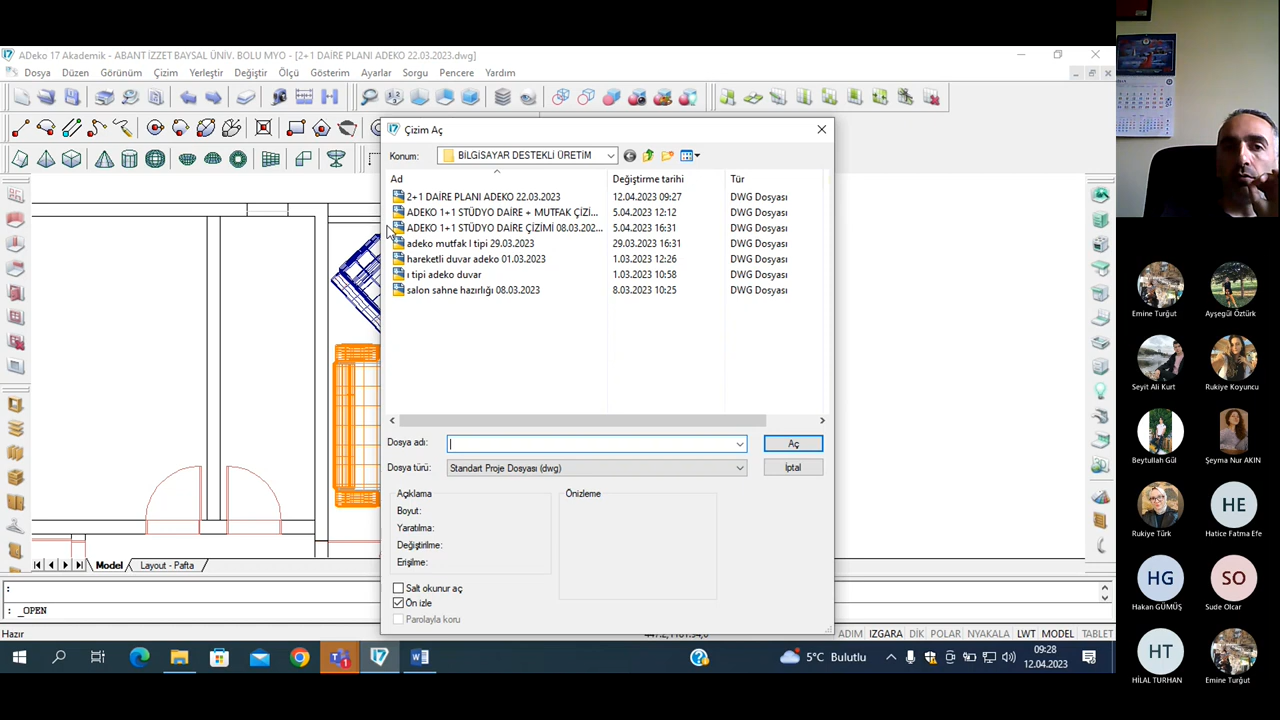 ADeko 17 Akademik - ABANT İZZET BAYSAL ÜNİV. BOLU MYO - [2+1 DAİRE PLANI ADEKO 22.03.2023.dwg]
Dosya Düzen Görünüm Çizim Yerleştir Değiştir Ölçü Gösterim Ayarlar Sorgu Pencere Yardım
Çizim Aç
Konum: BİLGİSAYAR DESTEKLİ ÜRETİM
Ad Değiştirme tarihi Tür
2+1 DAİRE PLANI ADEKO 22.03.2023 12.04.2023 09:27 DWG Dosyası
ADEKO 1+1 STÜDYO DAİRE + MUTFAK ÇİZİ... 5.04.2023 12:12 DWG Dosyası
ADEKO 1+1 STÜDYO DAİRE ÇİZİMİ 08.03.202... 5.04.2023 16:31 DWG Dosyası
adeko mutfak l tipi 29.03.2023 29.03.2023 16:31 DWG Dosyası
hareketli duvar adeko 01.03.2023 1.03.2023 12:26 DWG Dosyası
ı tipi adeko duvar 1.03.2023 10:58 DWG Dosyası
salon sahne hazırlığı 08.03.2023 8.03.2023 10:25 DWG Dosyası
Dosya adı: Aç
Dosya türü: Standart Proje Dosyası (dwg) İptal
Açıklama Önizleme
Boyut:
Yaratılma:
Değiştirilme:
Erişilme:
Salt okunur aç
Ön izle
Parolayla koru
Model Layout - Pafta
:
: _OPEN
Hazır ADIM IZGARA DİK POLAR NYAKALA LWT MODEL TABLET
5°C Bulutlu 09:28
12.04.2023
Emine Turğut Ayşegül Öztürk
Seyit Ali Kurt Rukiye Koyuncu
Beytullah Gül Şeyma Nur AKIN
HE
Rukiye Türk Hatice Fatma Efe
HG SO
Hakan GÜMÜŞ Sude Olcar
HT
HİLAL TURHAN Emine Turğut